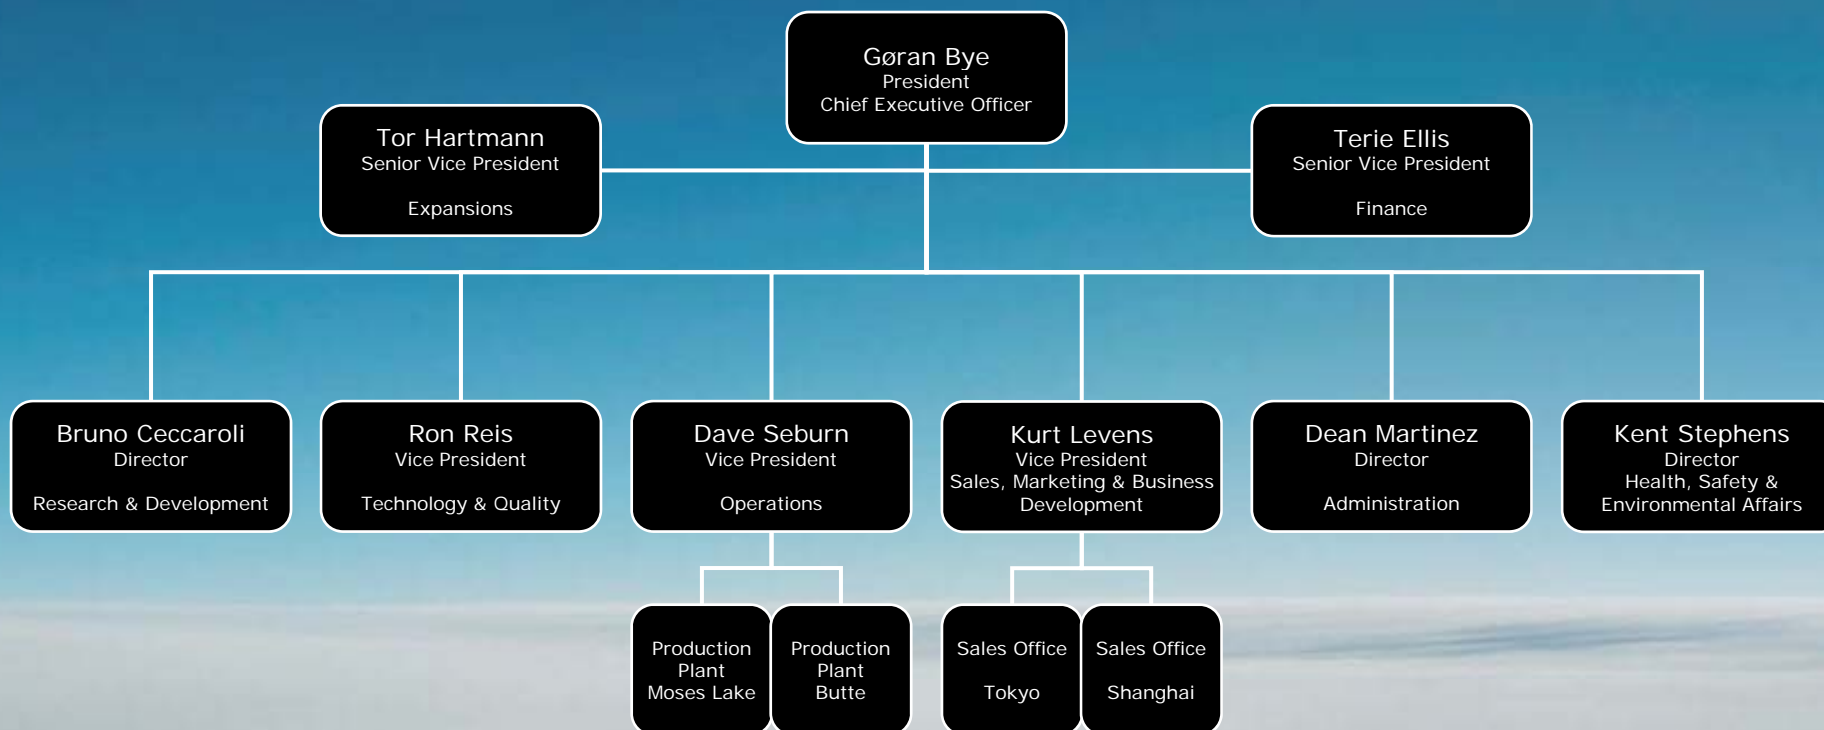 Gøran Bye
President
Chief Executive Officer
Tor Hartmann
Senior Vice President
Expansions
Terie Ellis
Senior Vice President
Finance
Bruno Ceccaroli
Director
Research & Development
Ron Reis
Vice President
Technology & Quality
Dave Seburn
Vice President
Operations
Kurt Levens
Vice President
Sales, Marketing & Business
Development
Dean Martinez
Director
Administration
Kent Stephens
Director
Health, Safety &
Environmental Affairs
Production
Plant
Moses Lake
Production
Plant
Butte
Sales Office
Tokyo
Sales Office
Shanghai